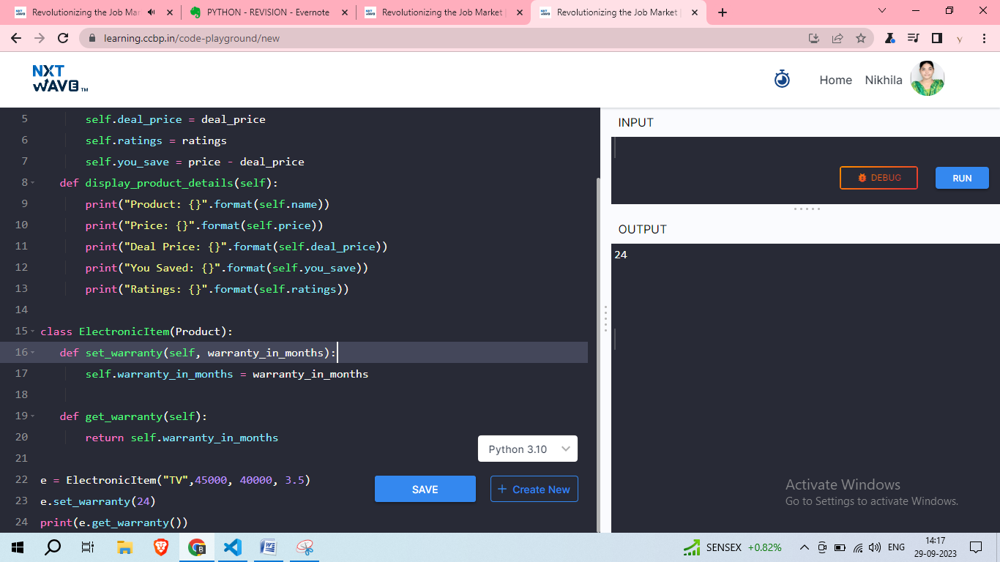 Revolutionizing the Job Mar
PYTHON - REVISION - Evernote
Revolutionizing the Job Market |
Revolutionizing the Job Market |
learning.ccbp.in/code-playground/new
y
NXT
WAVE™
Home Nikhila
5 self.deal_price = deal_price
6 self.ratings = ratings
7 self.you_save = price - deal_price
8 def display_product_details(self):
9 print("Product: {}".format(self.name))
10 print("Price: {}".format(self.price))
11 print("Deal Price: {}".format(self.deal_price))
12 print("You Saved: {}".format(self.you_save))
13 print("Ratings: {}".format(self.ratings))
14
15 class ElectronicItem(Product):
16 def set_warranty(self, warranty_in_months):
17 self.warranty_in_months = warranty_in_months
18
19 def get_warranty(self):
20 return self.warranty_in_months
21
22 e = ElectronicItem("TV",45000, 40000, 3.5)
23 e.set_warranty(24)
24 print(e.get_warranty())
Python 3.10
SAVE
+ Create New
INPUT
DEBUG
RUN
OUTPUT
24
Activate Windows
Go to Settings to activate Windows.
SENSEX +0.82%
ENG
14:17
29-09-2023